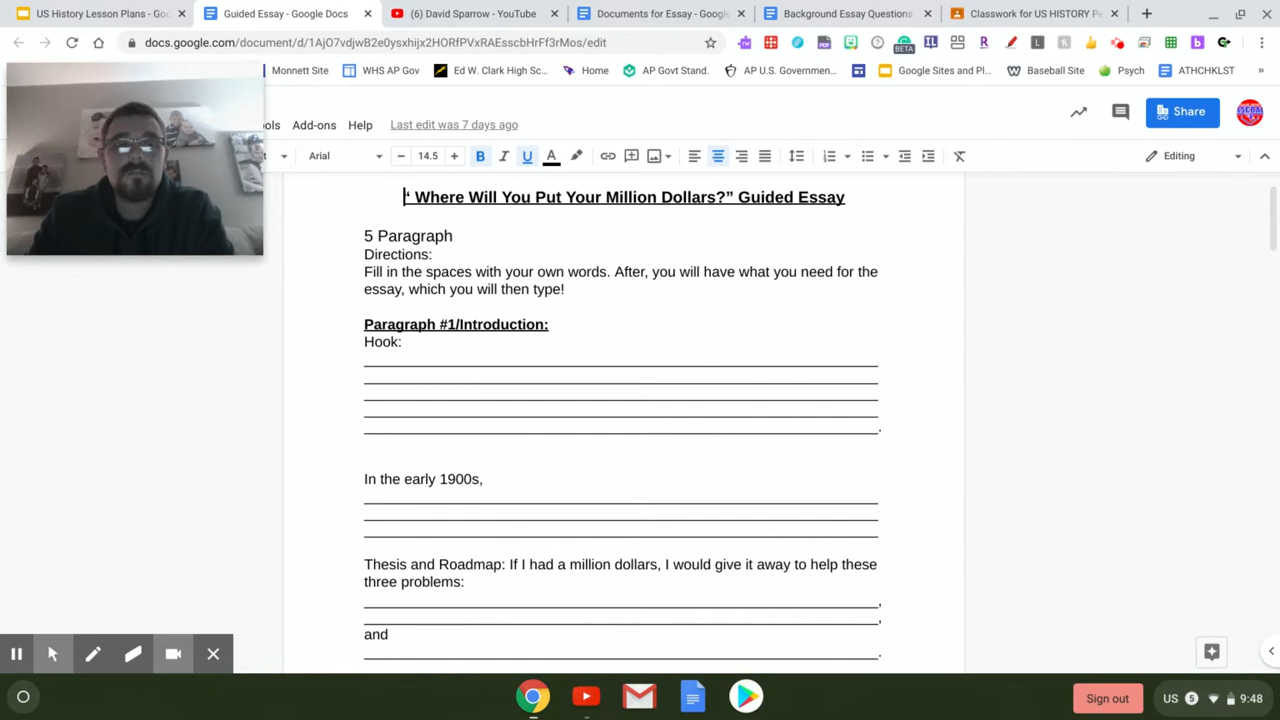 US History Lesson Plans - Goo
Guided Essay - Google Docs
(6) David Sparrow - YouTube
Documents for Essay - Google
Background Essay Questions
Classwork for US HISTORY Pe
docs.google.com/document/d/1AjO7vdjwB2e0ysxhijx2HORfPVxRAEsscbHrFf3rMos/edit
BETA
Monnett Site
WHS AP Gov
Ed W. Clark High Sc...
Home
AP Govt Stand.
AP U.S. Governmen...
Google Sites and Pl...
Baseball Site
Psych
ATHCHKLST
»
ols
Add-ons
Help
Last edit was 7 days ago
Share
Arial
14.5
B
I
U
A
Editing
“ Where Will You Put Your Million Dollars?” Guided Essay
5 Paragraph
Directions:
Fill in the spaces with your own words. After, you will have what you need for the
essay, which you will then type!
Paragraph #1/Introduction:
Hook:
In the early 1900s,
Thesis and Roadmap: If I had a million dollars, I would give it away to help these
three problems:
,
,
and
.
Sign out
US
5
9:48